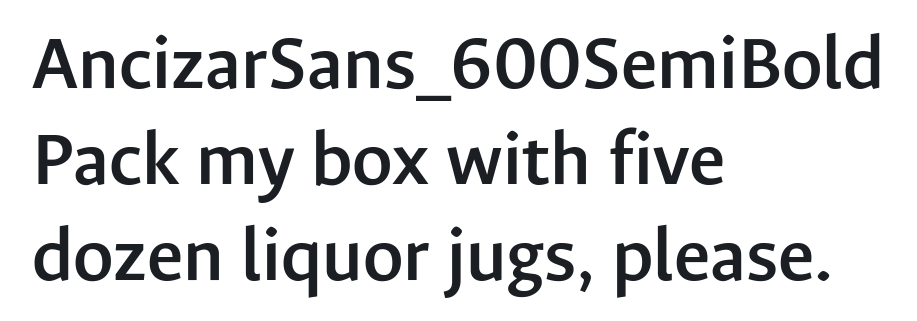 AncizarSans_600SemiBold
Pack my box with five
dozen liquor jugs, please.